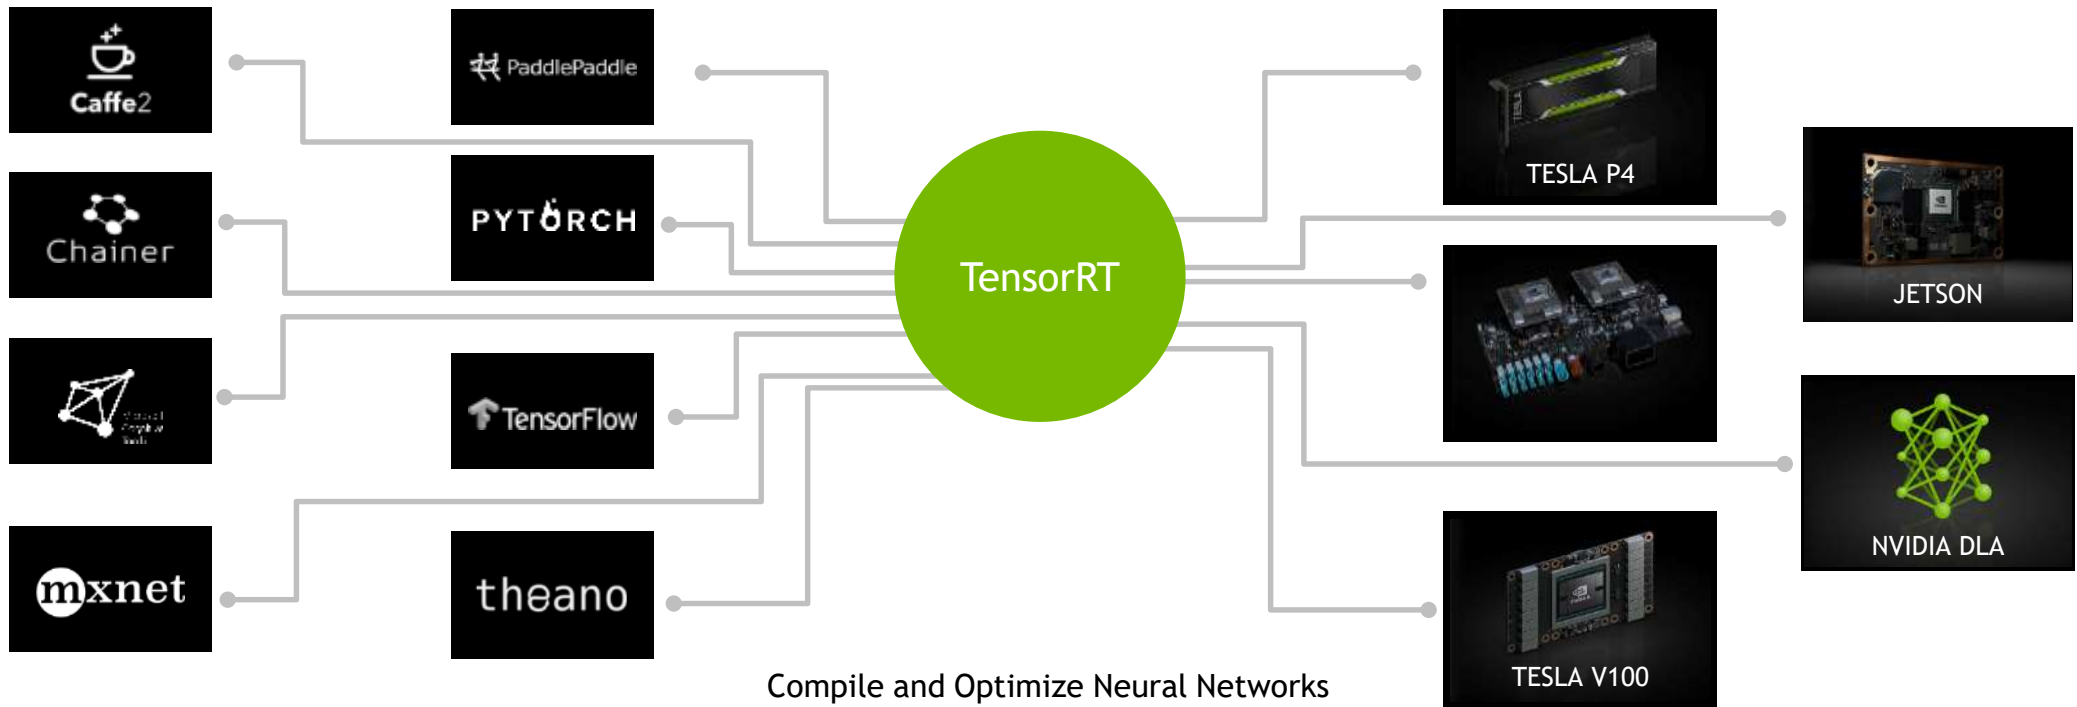 Caffe2
PaddlePaddle
Chainer
PYTORCH
TensorFlow
mxnet
theano
TensorRT
Compile and Optimize Neural Networks
TESLA
TESLA P4
JETSON
NVIDIA DLA
TESLA V100